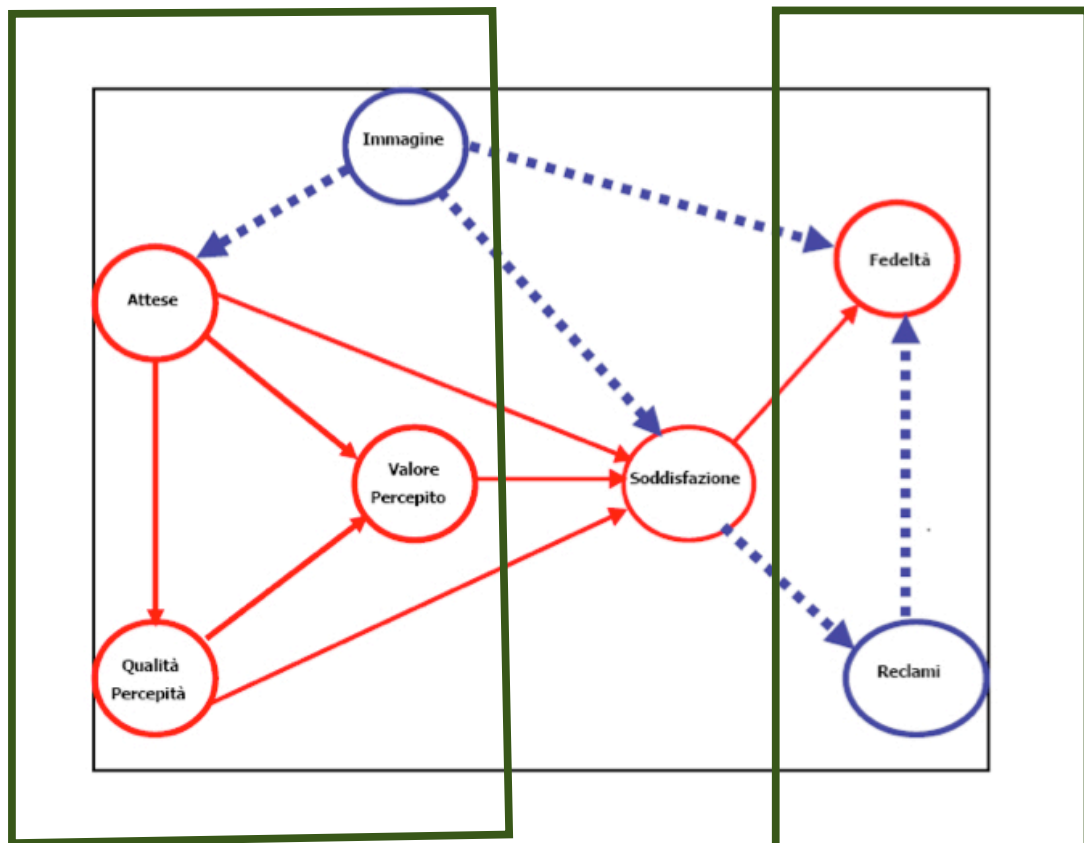 Immagine
Fedeltà
Attese
Valore
Percepito
Soddisfazione
Qualità
Percepità
Reclami